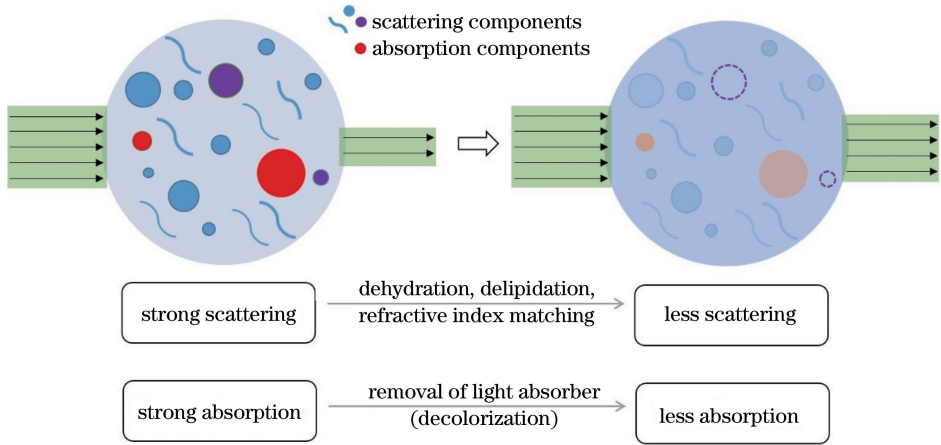 scattering components
absorption components
dehydration, delipidation,
refractive index matching
strong scattering
less scattering
removal of light absorber
(decolorization)
strong absorption
less absorption